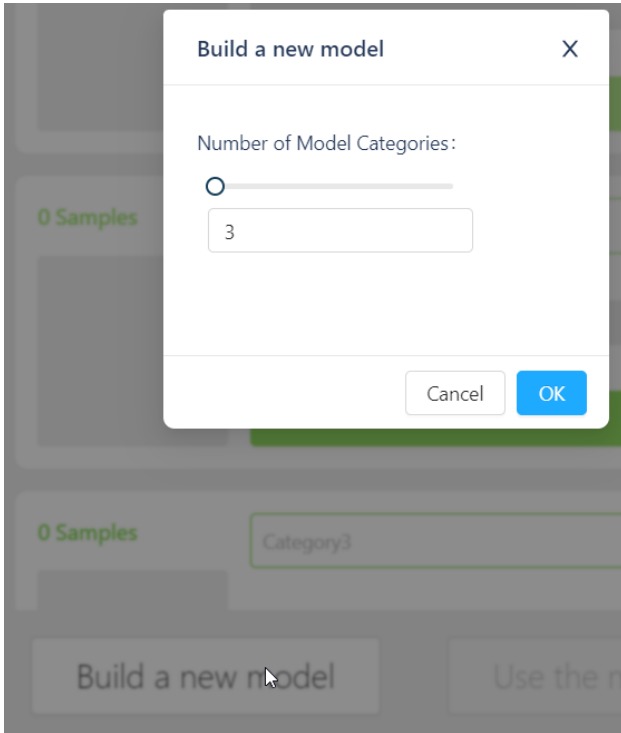 Build a new model
X
Number of Model Categories:
3
Cancel
OK
0 Samples
0 Samples
Category3
Build a new model
Use the